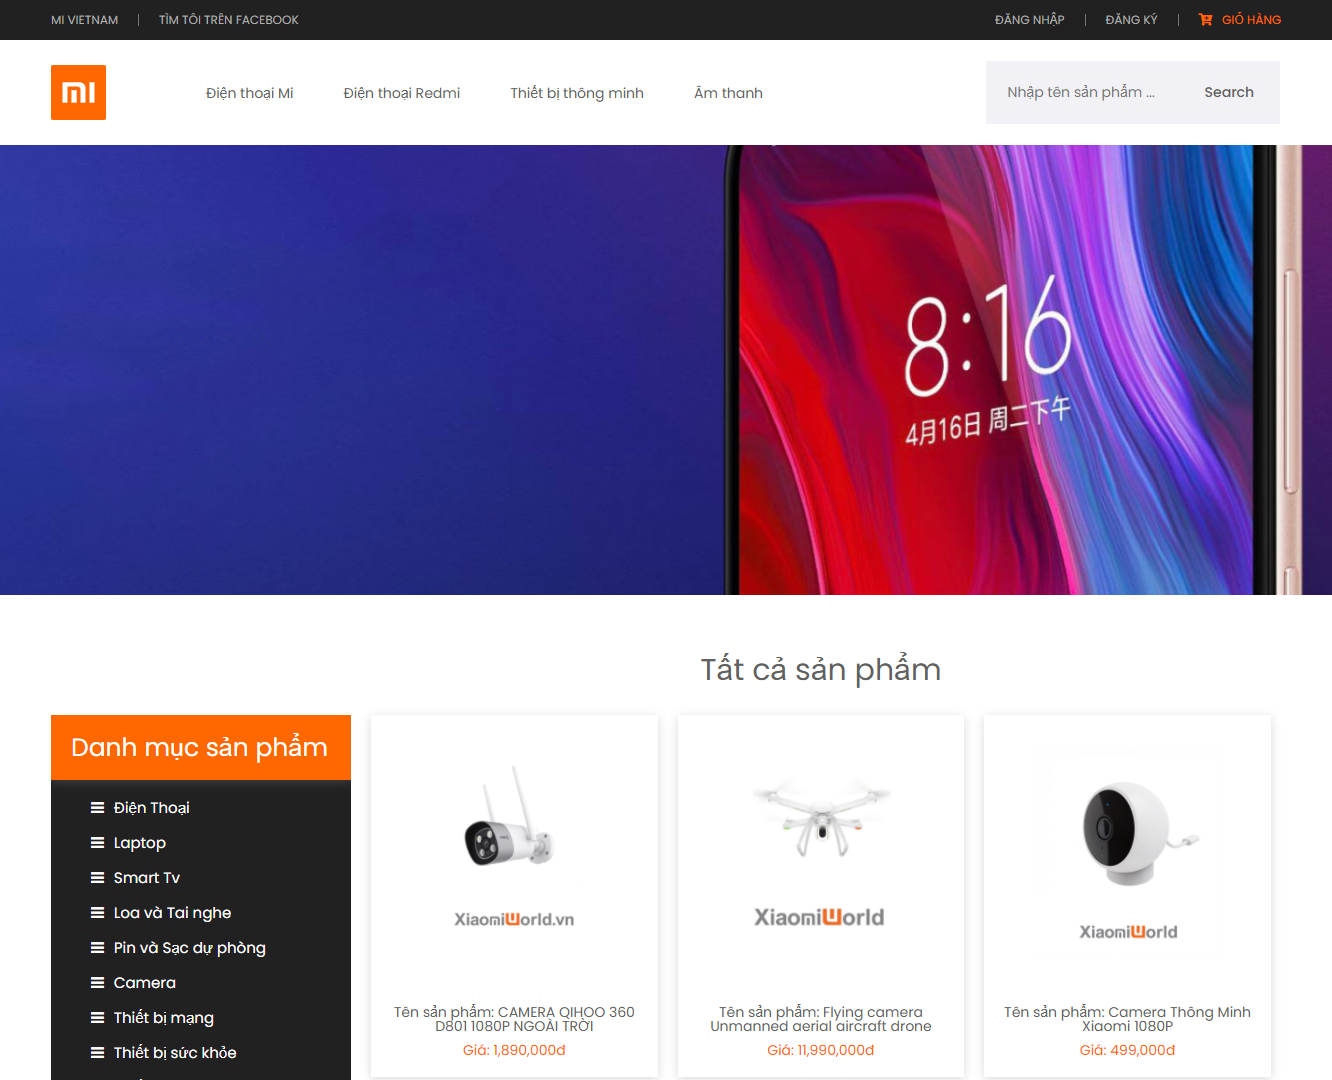 MI VIETNAM
TÌM TÔI TRÊN FACEBOOK
ĐĂNG NHẬP
ĐĂNG KÝ
GIỎ HÀNG
mi
Điện thoại Mi
Điện thoại Redmi
Thiết bị thông minh
Âm thanh
Nhập tên sản phẩm ...
Search
8:16
4月16日 周二下午
Tất cả sản phẩm
Danh mục sản phẩm
Điện Thoại
Laptop
Smart Tv
Loa và Tai nghe
Pin và Sạc dự phòng
Camera
Thiết bị mạng
Thiết bị sức khỏe
XiaomiWorld.vn
Tên sản phẩm: CAMERA QIHOO 360
D801 1080P NGOÀI TRỜI
Giá: 1,890,000đ
XiaomiWorld
Tên sản phẩm: Flying camera
Unmanned aerial aircraft drone
Giá: 11,990,000đ
XiaomiWorld
Tên sản phẩm: Camera Thông Minh
Xiaomi 1080P
Giá: 499,000đ